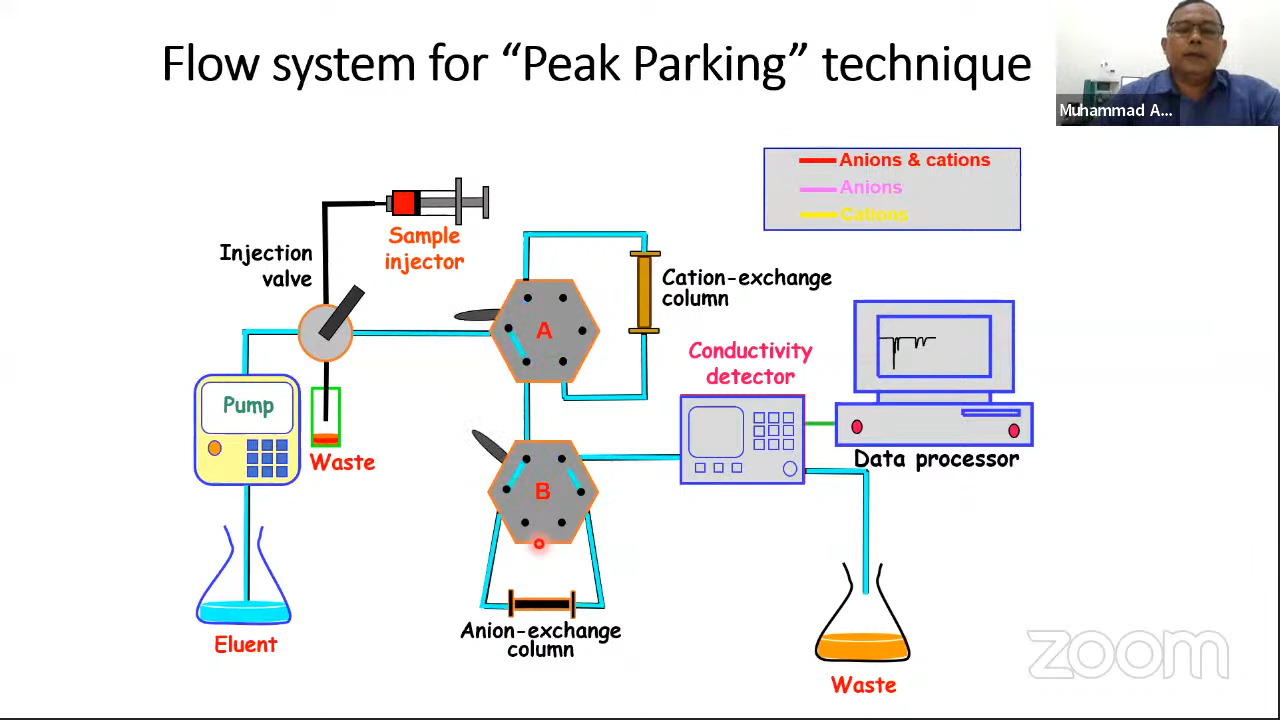 Flow system for “Peak Parking” technique
Muhammad A...
Anions & cations
Anions
Cations
Sample
injector
Injection
valve
A
Cation-exchange
column
Conductivity
detector
Pump
Waste
B
Data processor
Anion-exchange
column
Eluent
Waste
zoom